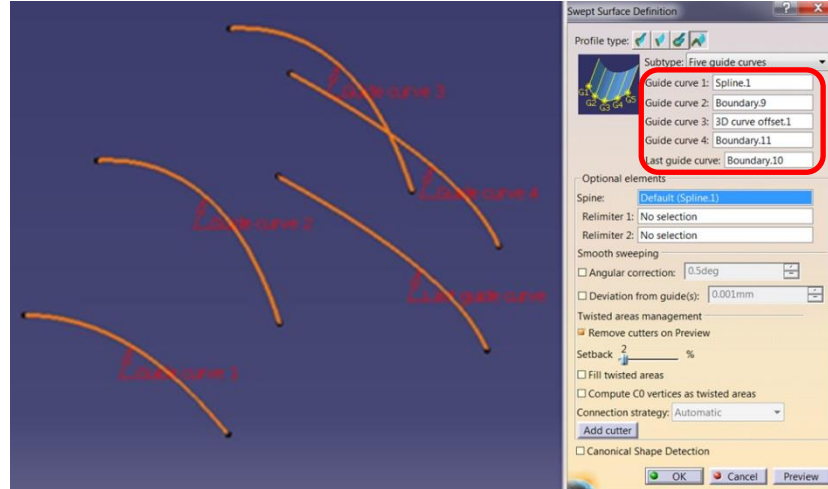 Guide curve 3
Guide curve 4
Guide curve 2
Last guide curve
Guide curve 1
Swept Surface Definition
?
X
Profile type:
Subtype: Five guide curves
G1 G2 G3 G4 G5
Guide curve 1: Spline.1
Guide curve 2: Boundary.9
Guide curve 3: 3D curve offset.1
Guide curve 4: Boundary.11
Last guide curve: Boundary.10
Optional elements
Spine: Default (Spline.1)
Relimiter 1: No selection
Relimiter 2: No selection
Smooth sweeping
Angular correction: 0.5deg
Deviation from guide(s): 0.001mm
Twisted areas management
Remove cutters on Preview
Setback 2 %
Fill twisted areas
Compute C0 vertices as twisted areas
Connection strategy: Automatic
Add cutter
Canonical Shape Detection
OK Cancel Preview